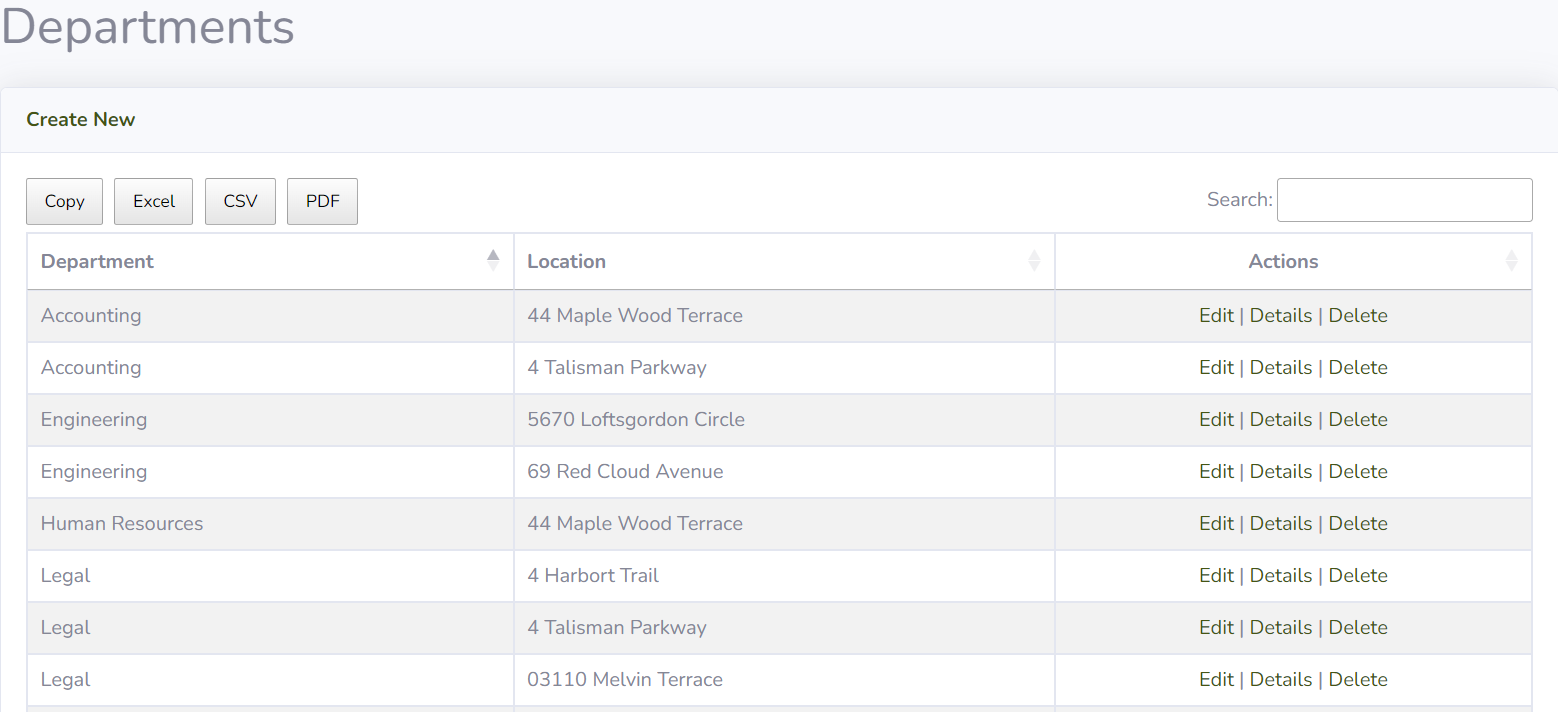 Departments
Create New
Copy Excel CSV PDF Search:
Department Location Actions
Accounting 44 Maple Wood Terrace Edit | Details | Delete
Accounting 4 Talisman Parkway Edit | Details | Delete
Engineering 5670 Loftsgordon Circle Edit | Details | Delete
Engineering 69 Red Cloud Avenue Edit | Details | Delete
Human Resources 44 Maple Wood Terrace Edit | Details | Delete
Legal 4 Harbort Trail Edit | Details | Delete
Legal 4 Talisman Parkway Edit | Details | Delete
Legal 03110 Melvin Terrace Edit | Details | Delete